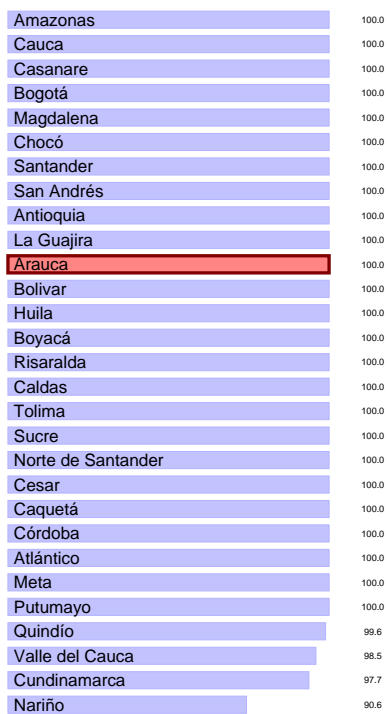 Amazonas 100.0
Cauca 100.0
Casanare 100.0
Bogotá 100.0
Magdalena 100.0
Chocó 100.0
Santander 100.0
San Andrés 100.0
Antioquia 100.0
La Guajira 100.0
Arauca 100.0
Bolivar 100.0
Huila 100.0
Boyacá 100.0
Risaralda 100.0
Caldas 100.0
Tolima 100.0
Sucre 100.0
Norte de Santander 100.0
Cesar 100.0
Caquetá 100.0
Córdoba 100.0
Atlántico 100.0
Meta 100.0
Putumayo 100.0
Quindío 99.6
Valle del Cauca 98.5
Cundinamarca 97.7
Nariño 90.6